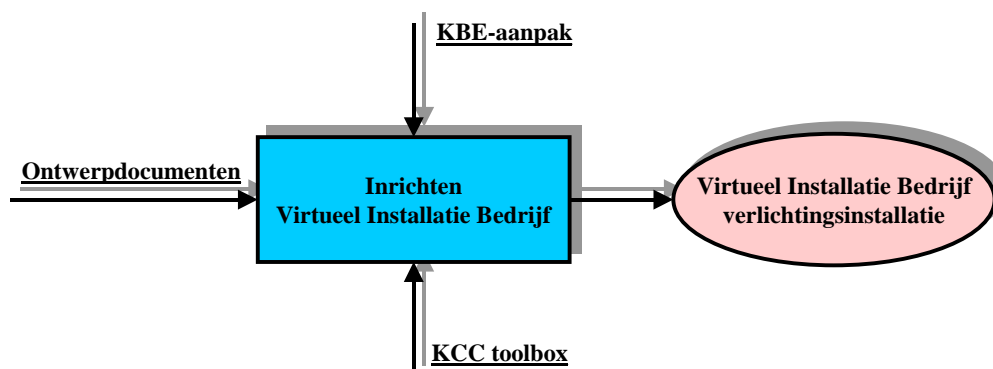 KBE-aanpak
Ontwerpdocumenten
Inrichten
Virtueel Installatie Bedrijf
Virtueel Installatie Bedrijf
verlichtingsinstallatie
KCC toolbox